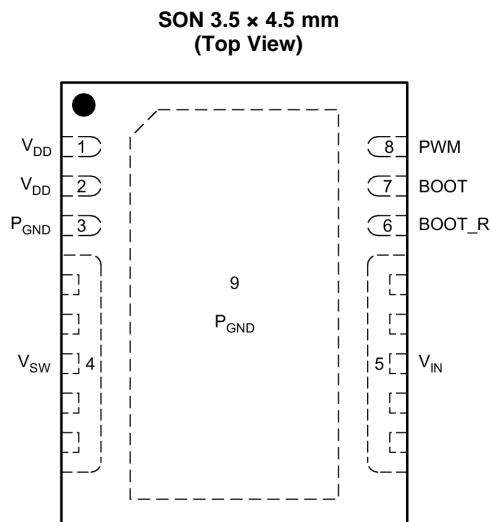 SON 3.5 × 4.5 mm
(Top View)
V_DD 1 8 PWM
V_DD 2 7 BOOT
P_GND 3 6 BOOT_R
9
P_GND
V_SW 4 5 V_IN